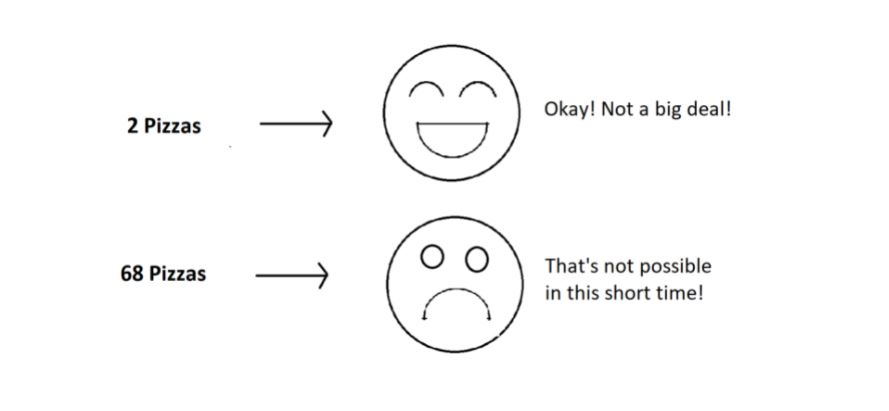 2 Pizzas
Okay! Not a big deal!
68 Pizzas
That's not possible
in this short time!